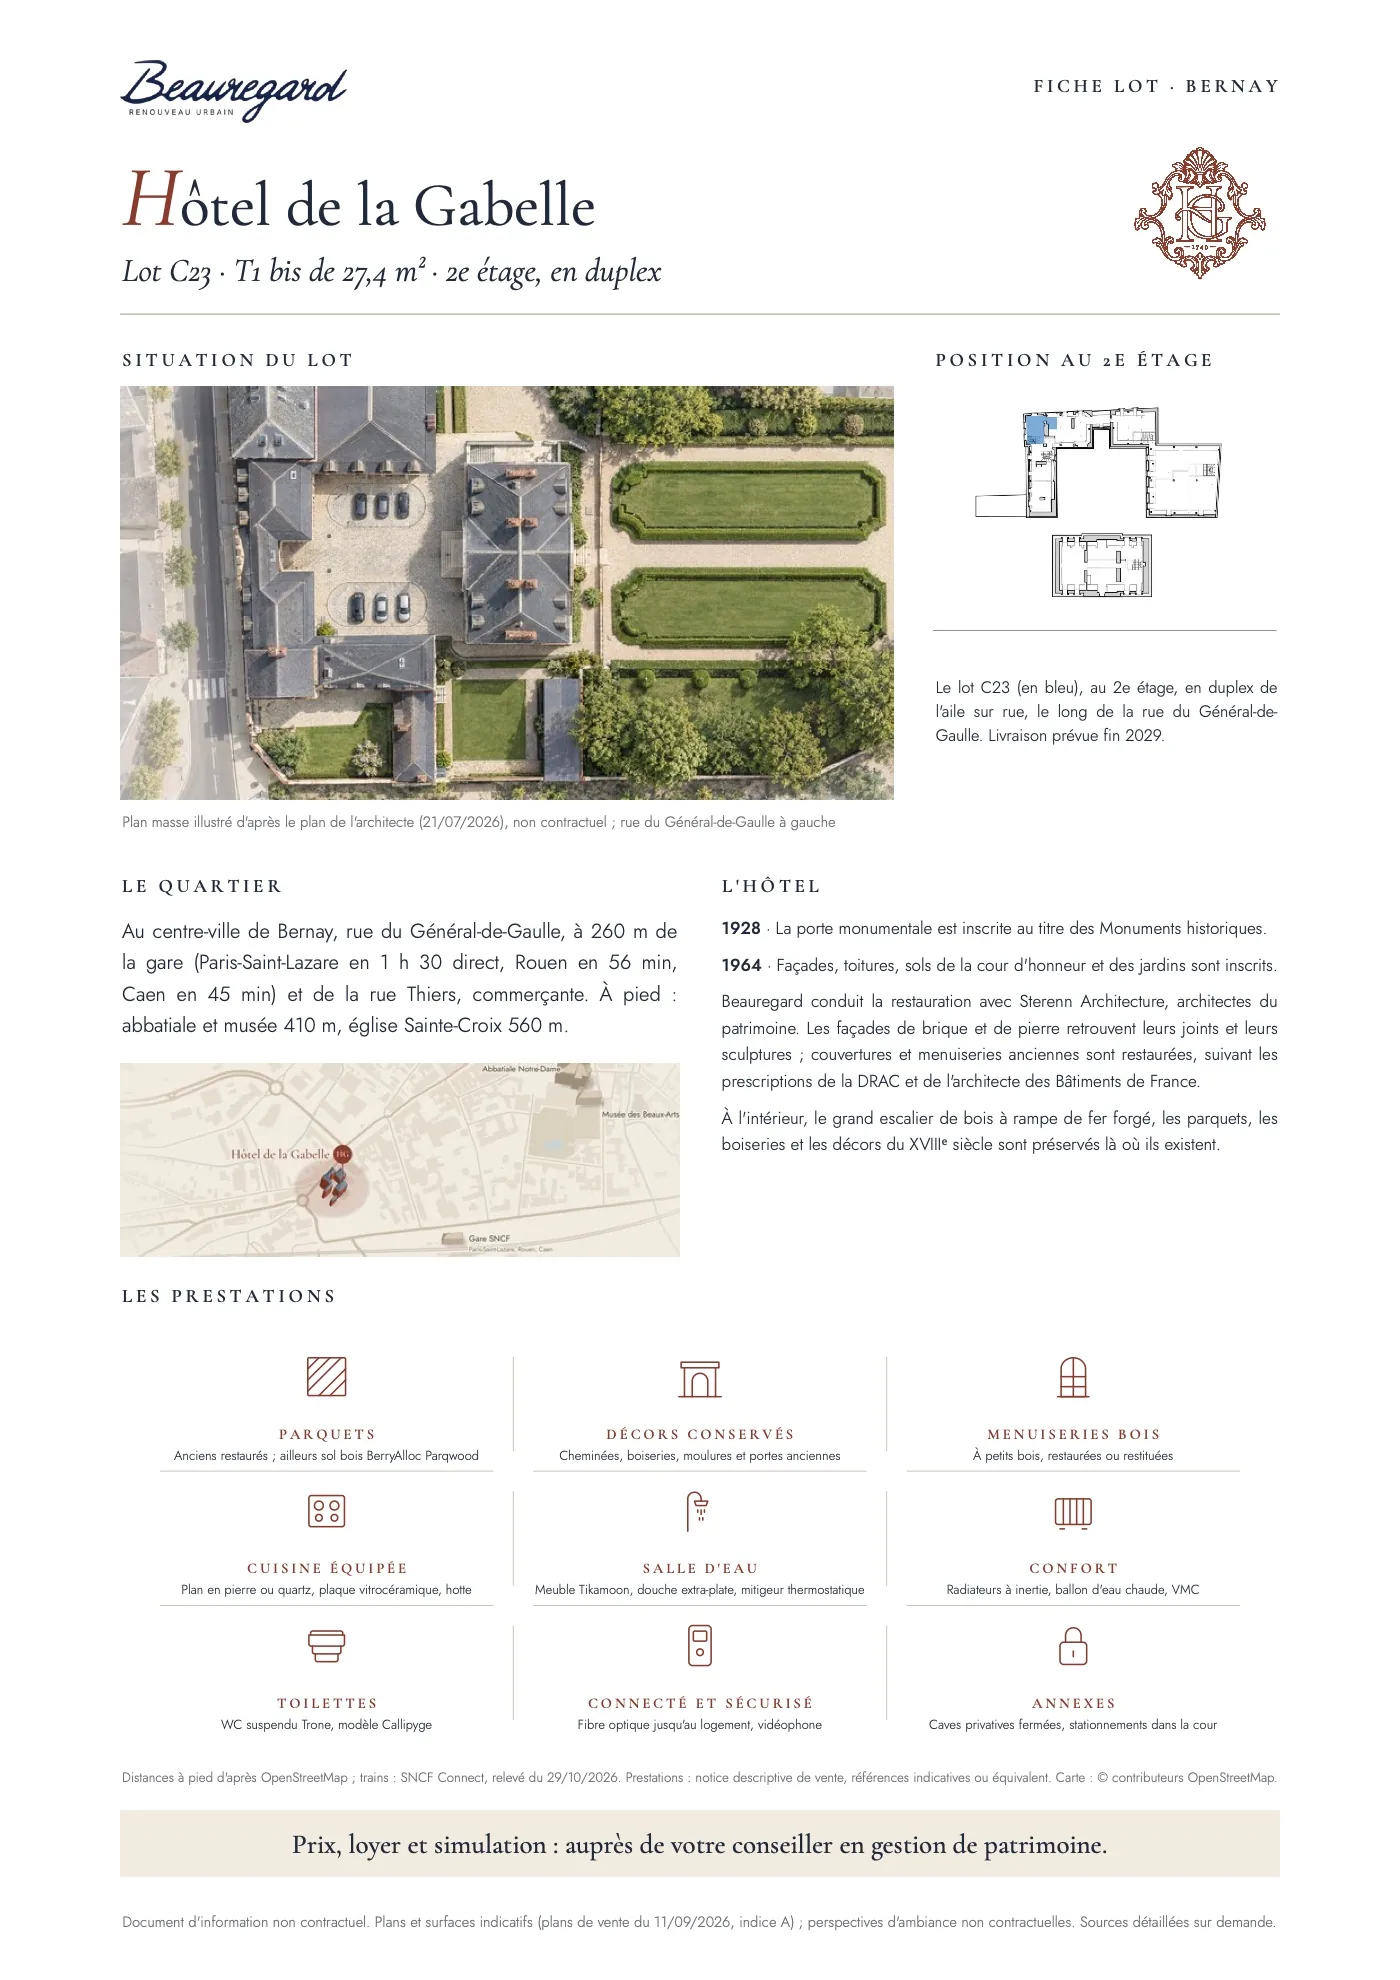 Beauregard
RENOUVEAU URBAIN
FICHE LOT · BERNAY
Hôtel de la Gabelle
HG
1740
Lot C23 · T1 bis de 27,4 m² · 2e étage, en duplex
SITUATION DU LOT
Plan masse illustré d'après le plan de l'architecte (21/07/2026), non contractuel ; rue du Général-de-Gaulle à gauche
POSITION AU 2E ÉTAGE
Le lot C23 (en bleu), au 2e étage, en duplex de
l'aile sur rue, le long de la rue du Général-de-
Gaulle. Livraison prévue fin 2029.
LE QUARTIER
Au centre-ville de Bernay, rue du Général-de-Gaulle, à 260 m de
la gare (Paris-Saint-Lazare en 1 h 30 direct, Rouen en 56 min,
Caen en 45 min) et de la rue Thiers, commerçante. À pied :
abbatiale et musée 410 m, église Sainte-Croix 560 m.
Abbatiale Notre-Dame
Musée des Beaux-Arts
Hôtel de la Gabelle HG
Gare SNCF
Paris-Saint-Lazare, Rouen, Caen
L'HÔTEL
1928 · La porte monumentale est inscrite au titre des Monuments historiques.
1964 · Façades, toitures, sols de la cour d'honneur et des jardins sont inscrits.
Beauregard conduit la restauration avec Sterenn Architecture, architectes du
patrimoine. Les façades de brique et de pierre retrouvent leurs joints et leurs
sculptures ; couvertures et menuiseries anciennes sont restaurées, suivant les
prescriptions de la DRAC et de l'architecte des Bâtiments de France.
À l'intérieur, le grand escalier de bois à rampe de fer forgé, les parquets, les
boiseries et les décors du XVIIIᵉ siècle sont préservés là où ils existent.
LES PRESTATIONS
PARQUETS
Anciens restaurés ; ailleurs sol bois BerryAlloc Parqwood
DÉCORS CONSERVÉS
Cheminées, boiseries, moulures et portes anciennes
MENUISERIES BOIS
À petits bois, restaurées ou restituées
CUISINE ÉQUIPÉE
Plan en pierre ou quartz, plaque vitrocéramique, hotte
SALLE D'EAU
Meuble Tikamoon, douche extra-plate, mitigeur thermostatique
CONFORT
Radiateurs à inertie, ballon d'eau chaude, VMC
TOILETTES
WC suspendu Trone, modèle Callipyge
CONNECTÉ ET SÉCURISÉ
Fibre optique jusqu'au logement, vidéophone
ANNEXES
Caves privatives fermées, stationnements dans la cour
Distances à pied d'après OpenStreetMap ; trains : SNCF Connect, relevé du 29/10/2026. Prestations : notice descriptive de vente, références indicatives ou équivalent. Carte : © contributeurs OpenStreetMap.
Prix, loyer et simulation : auprès de votre conseiller en gestion de patrimoine.
Document d'information non contractuel. Plans et surfaces indicatifs (plans de vente du 11/09/2026, indice A) ; perspectives d'ambiance non contractuelles. Sources détaillées sur demande.